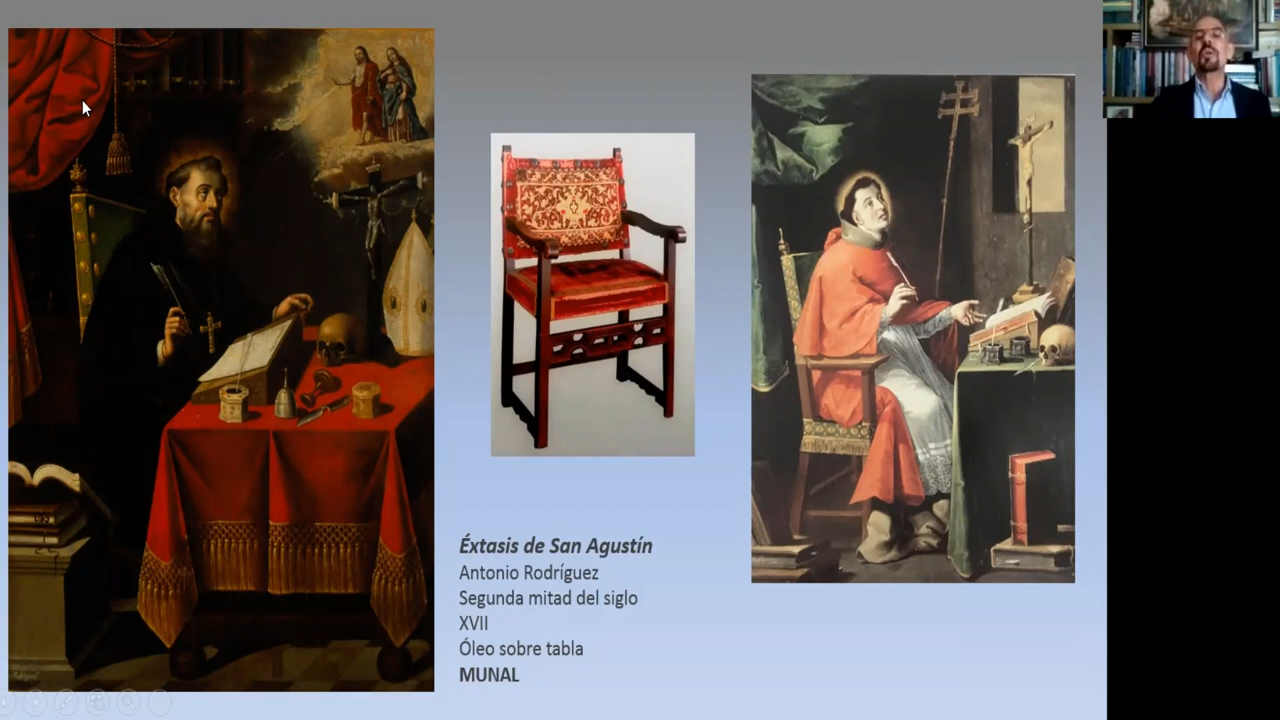 Éxtasis de San Agustín
Antonio Rodríguez
Segunda mitad del siglo
XVII
Óleo sobre tabla
MUNAL